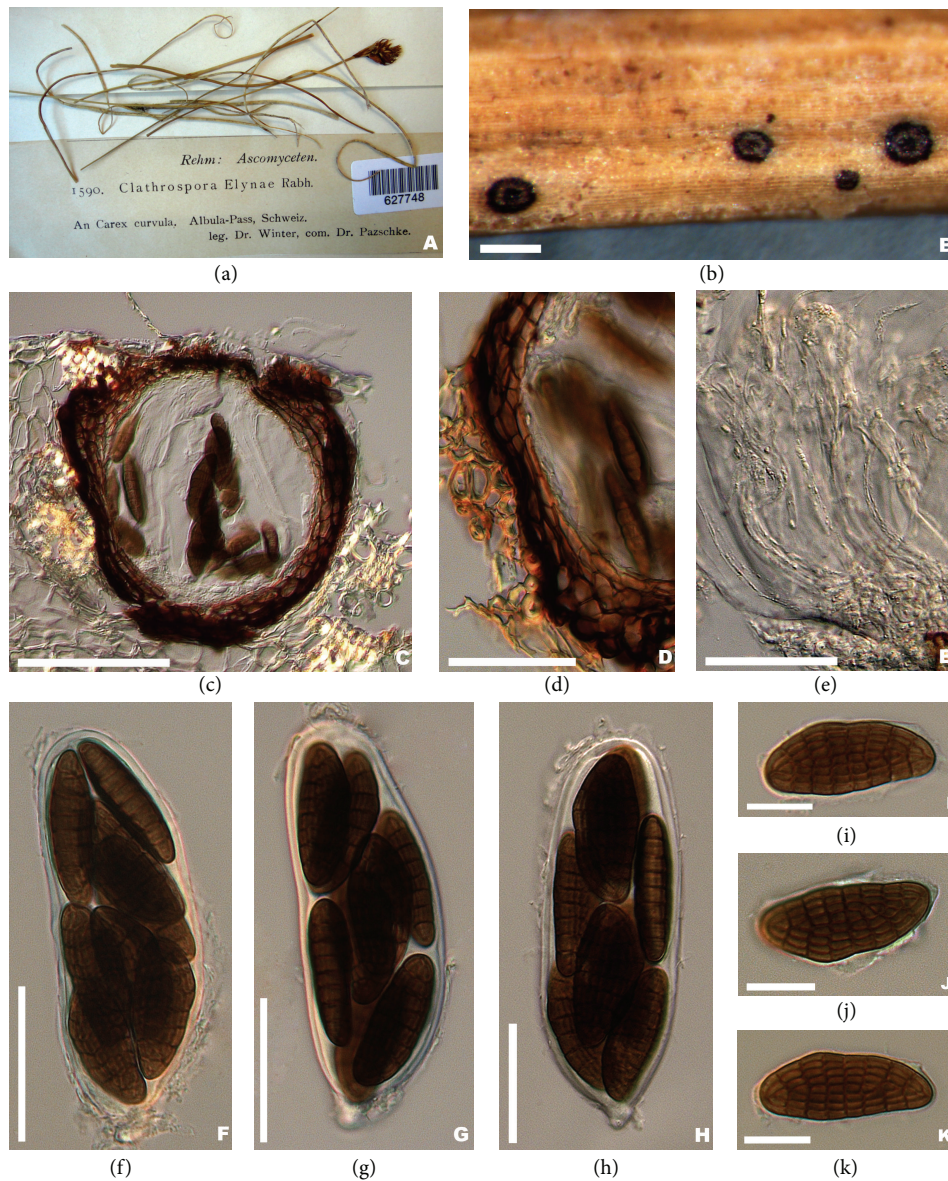 Rehm: Ascomyceten.
1590. Clathrospora Elynae Rabh.
An Carex curvula, Albula-Pass, Schweiz.
leg. Dr. Winter, com. Dr. Pazschke.
627748
A
B
(a)
(b)
C
D
E
(c)
(d)
(e)
F
G
H
(f)
(g)
(h)
(i)
J
(j)
K
(k)